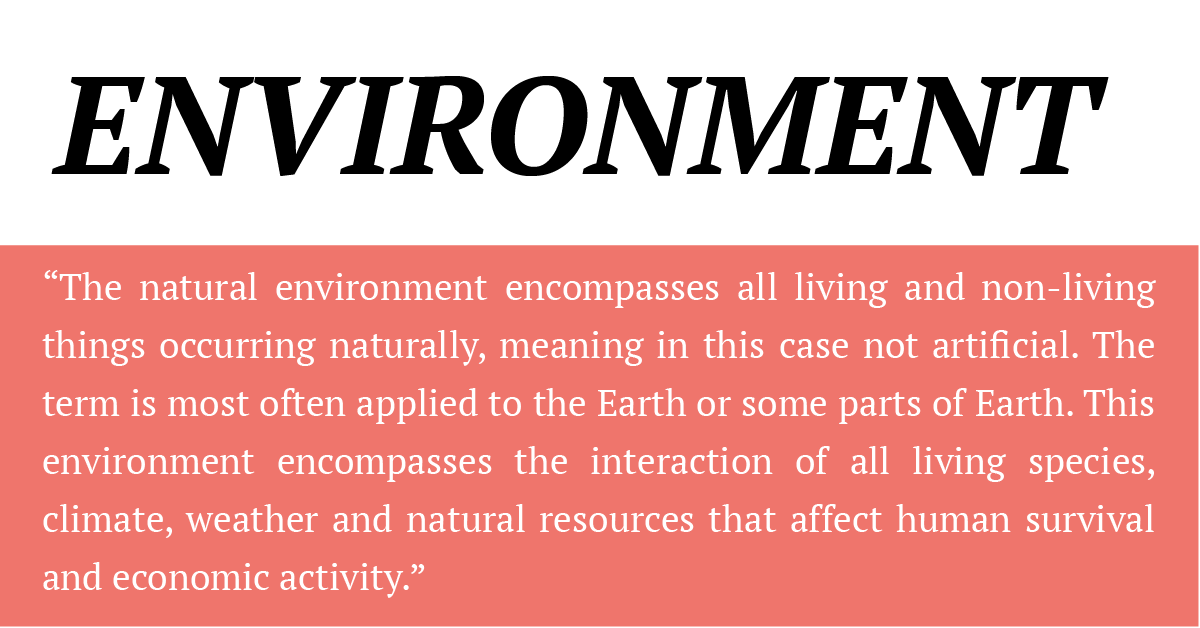 ENVIRONMENT
“The natural environment encompasses all living and non-living
things occurring naturally, meaning in this case not artificial. The
term is most often applied to the Earth or some parts of Earth. This
environment encompasses the interaction of all living species,
climate, weather and natural resources that affect human survival
and economic activity.”